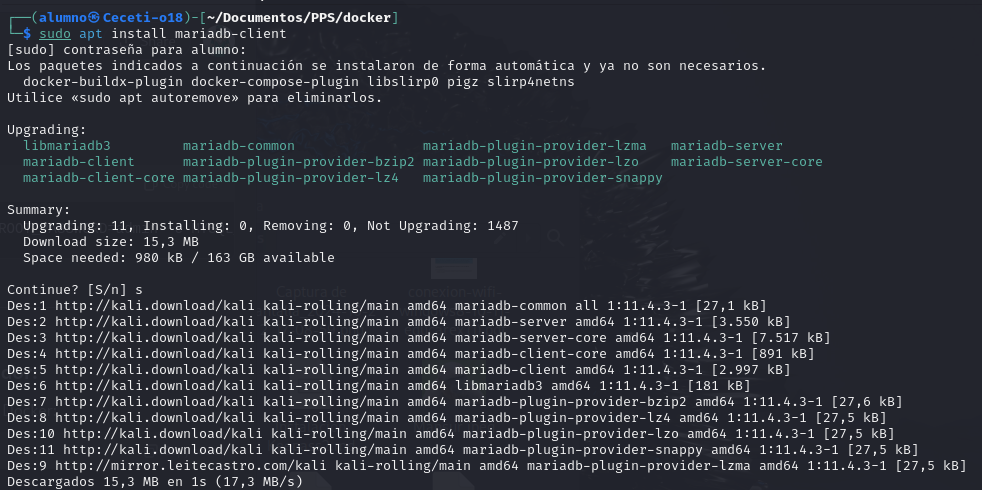 ┌──(alumno㉿Ceceti-o18)-[~/Documentos/PPS/docker]
└─$ sudo apt install mariadb-client
[sudo] contraseña para alumno:
Los paquetes indicados a continuación se instalaron de forma automática y ya no son necesarios.
  docker-buildx-plugin docker-compose-plugin libslirp0 pigz slirp4netns
Utilice «sudo apt autoremove» para eliminarlos.

Upgrading:
  libmariadb3         mariadb-common                mariadb-plugin-provider-lzma   mariadb-server
  mariadb-client      mariadb-plugin-provider-bzip2 mariadb-plugin-provider-lzo    mariadb-server-core
  mariadb-client-core mariadb-plugin-provider-lz4   mariadb-plugin-provider-snappy

Summary:
  Upgrading: 11, Installing: 0, Removing: 0, Not Upgrading: 1487
  Download size: 15,3 MB
  Space needed: 980 kB / 163 GB available

Continue? [S/n] s
Des:1 http://kali.download/kali kali-rolling/main amd64 mariadb-common all 1:11.4.3-1 [27,1 kB]
Des:2 http://kali.download/kali kali-rolling/main amd64 mariadb-server amd64 1:11.4.3-1 [3.550 kB]
Des:3 http://kali.download/kali kali-rolling/main amd64 mariadb-server-core amd64 1:11.4.3-1 [7.517 kB]
Des:4 http://kali.download/kali kali-rolling/main amd64 mariadb-client-core amd64 1:11.4.3-1 [891 kB]
Des:5 http://kali.download/kali kali-rolling/main amd64 mariadb-client amd64 1:11.4.3-1 [2.997 kB]
Des:6 http://kali.download/kali kali-rolling/main amd64 libmariadb3 amd64 1:11.4.3-1 [181 kB]
Des:7 http://kali.download/kali kali-rolling/main amd64 mariadb-plugin-provider-bzip2 amd64 1:11.4.3-1 [27,6 kB]
Des:8 http://kali.download/kali kali-rolling/main amd64 mariadb-plugin-provider-lz4 amd64 1:11.4.3-1 [27,5 kB]
Des:10 http://kali.download/kali kali-rolling/main amd64 mariadb-plugin-provider-lzo amd64 1:11.4.3-1 [27,5 kB]
Des:11 http://kali.download/kali kali-rolling/main amd64 mariadb-plugin-provider-snappy amd64 1:11.4.3-1 [27,5 kB]
Des:9 http://mirror.leitecastro.com/kali kali-rolling/main amd64 mariadb-plugin-provider-lzma amd64 1:11.4.3-1 [27,5 kB]
Descargados 15,3 MB en 1s (17,3 MB/s)